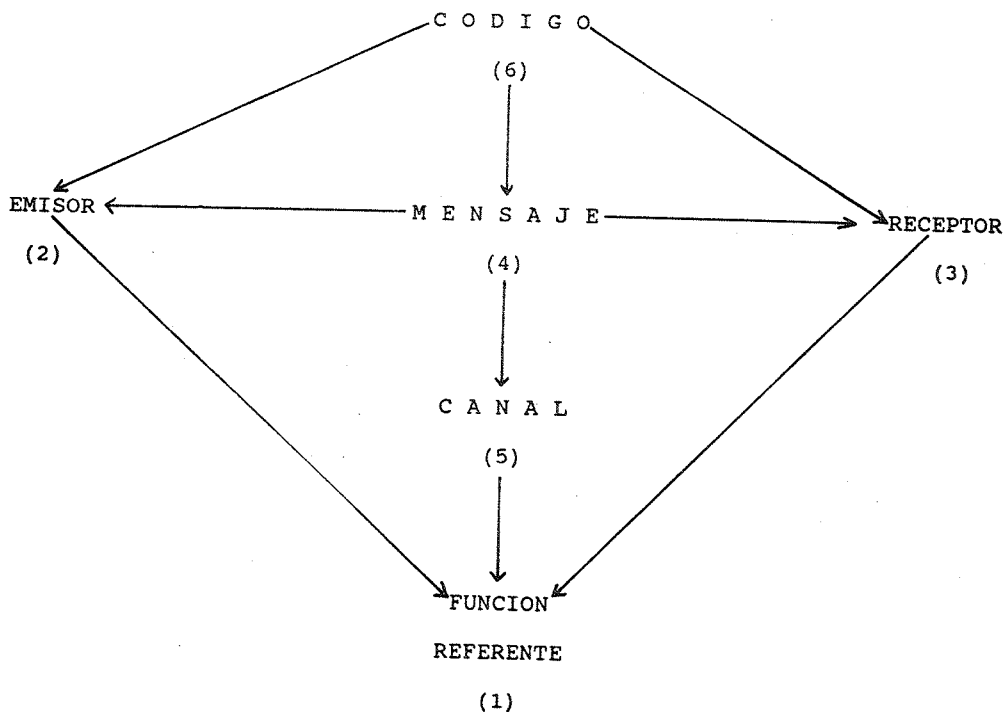 C O D I G O
(6)
EMISOR
M E N S A J E
RECEPTOR
(2)
(4)
(3)
C A N A L
(5)
FUNCION
REFERENTE
(1)